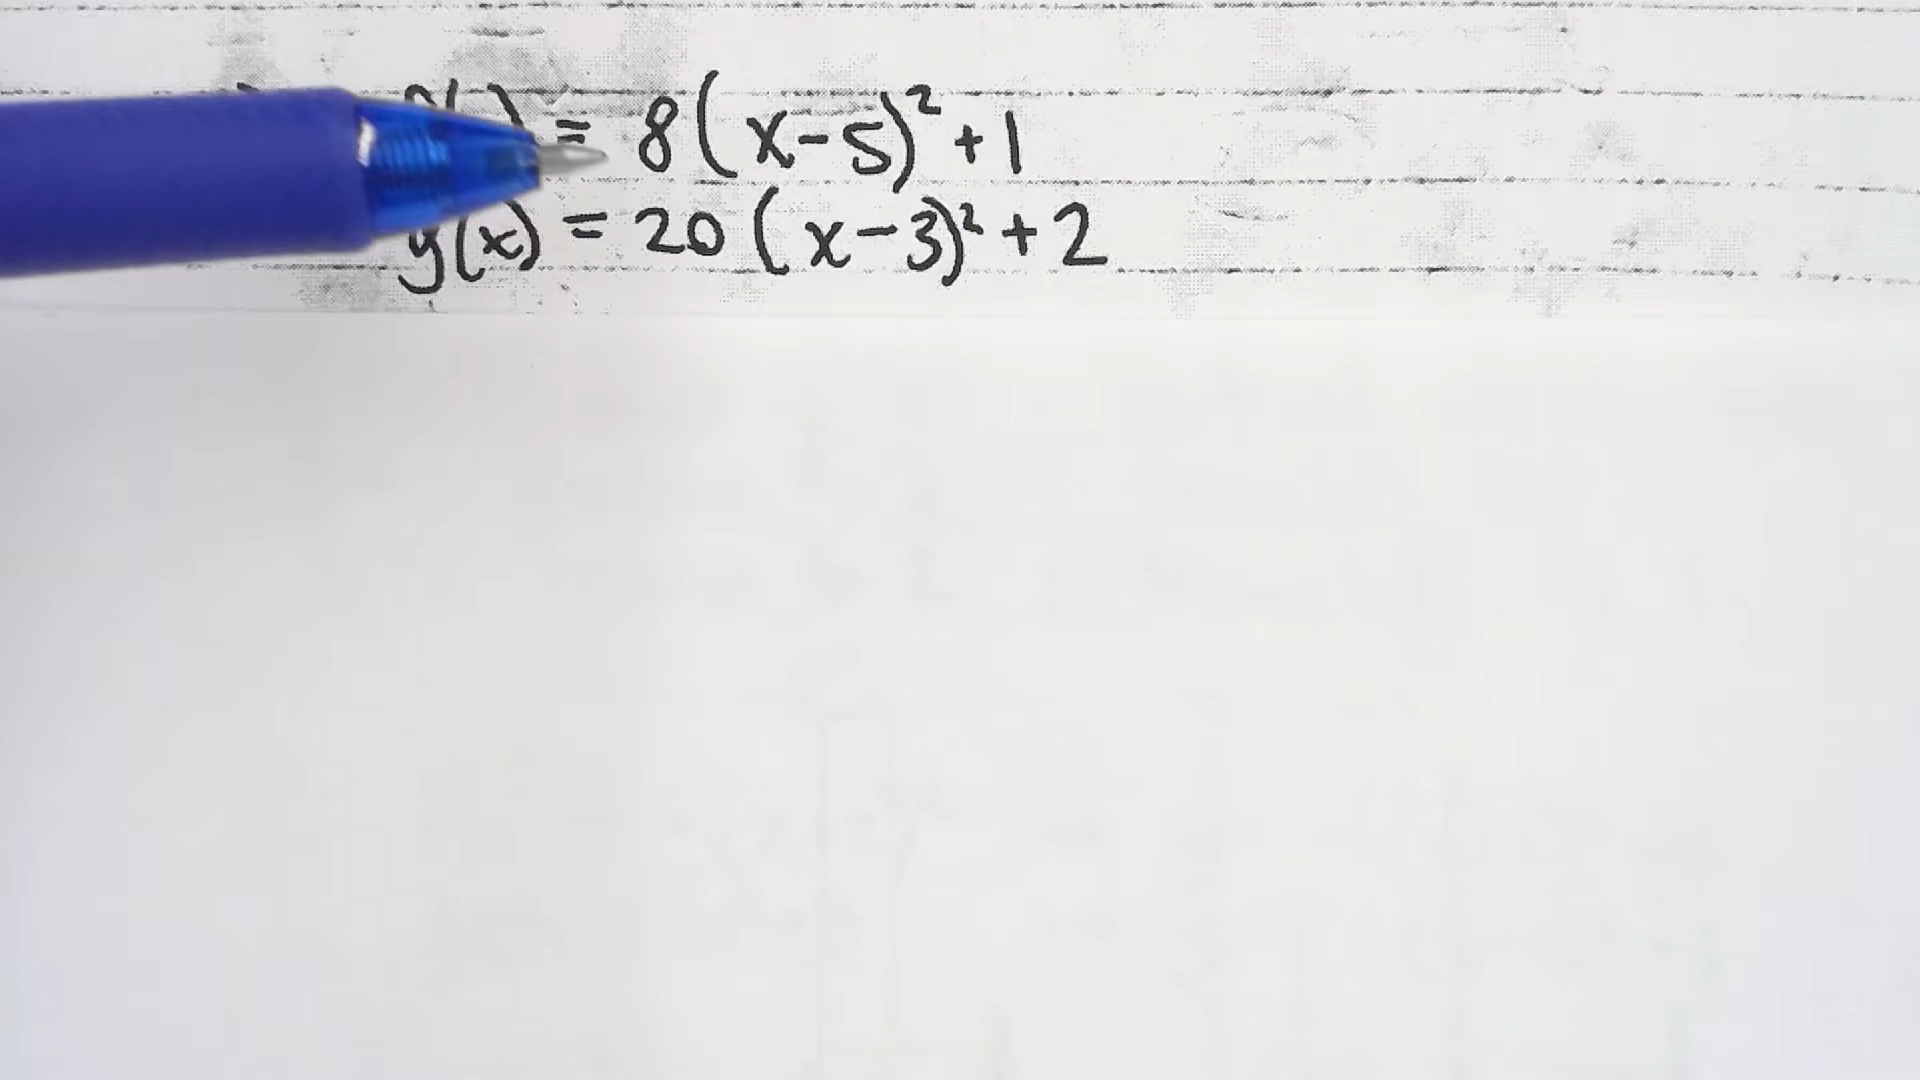 = 8(x-5)² + 1
y(x) = 20(x-3)² + 2